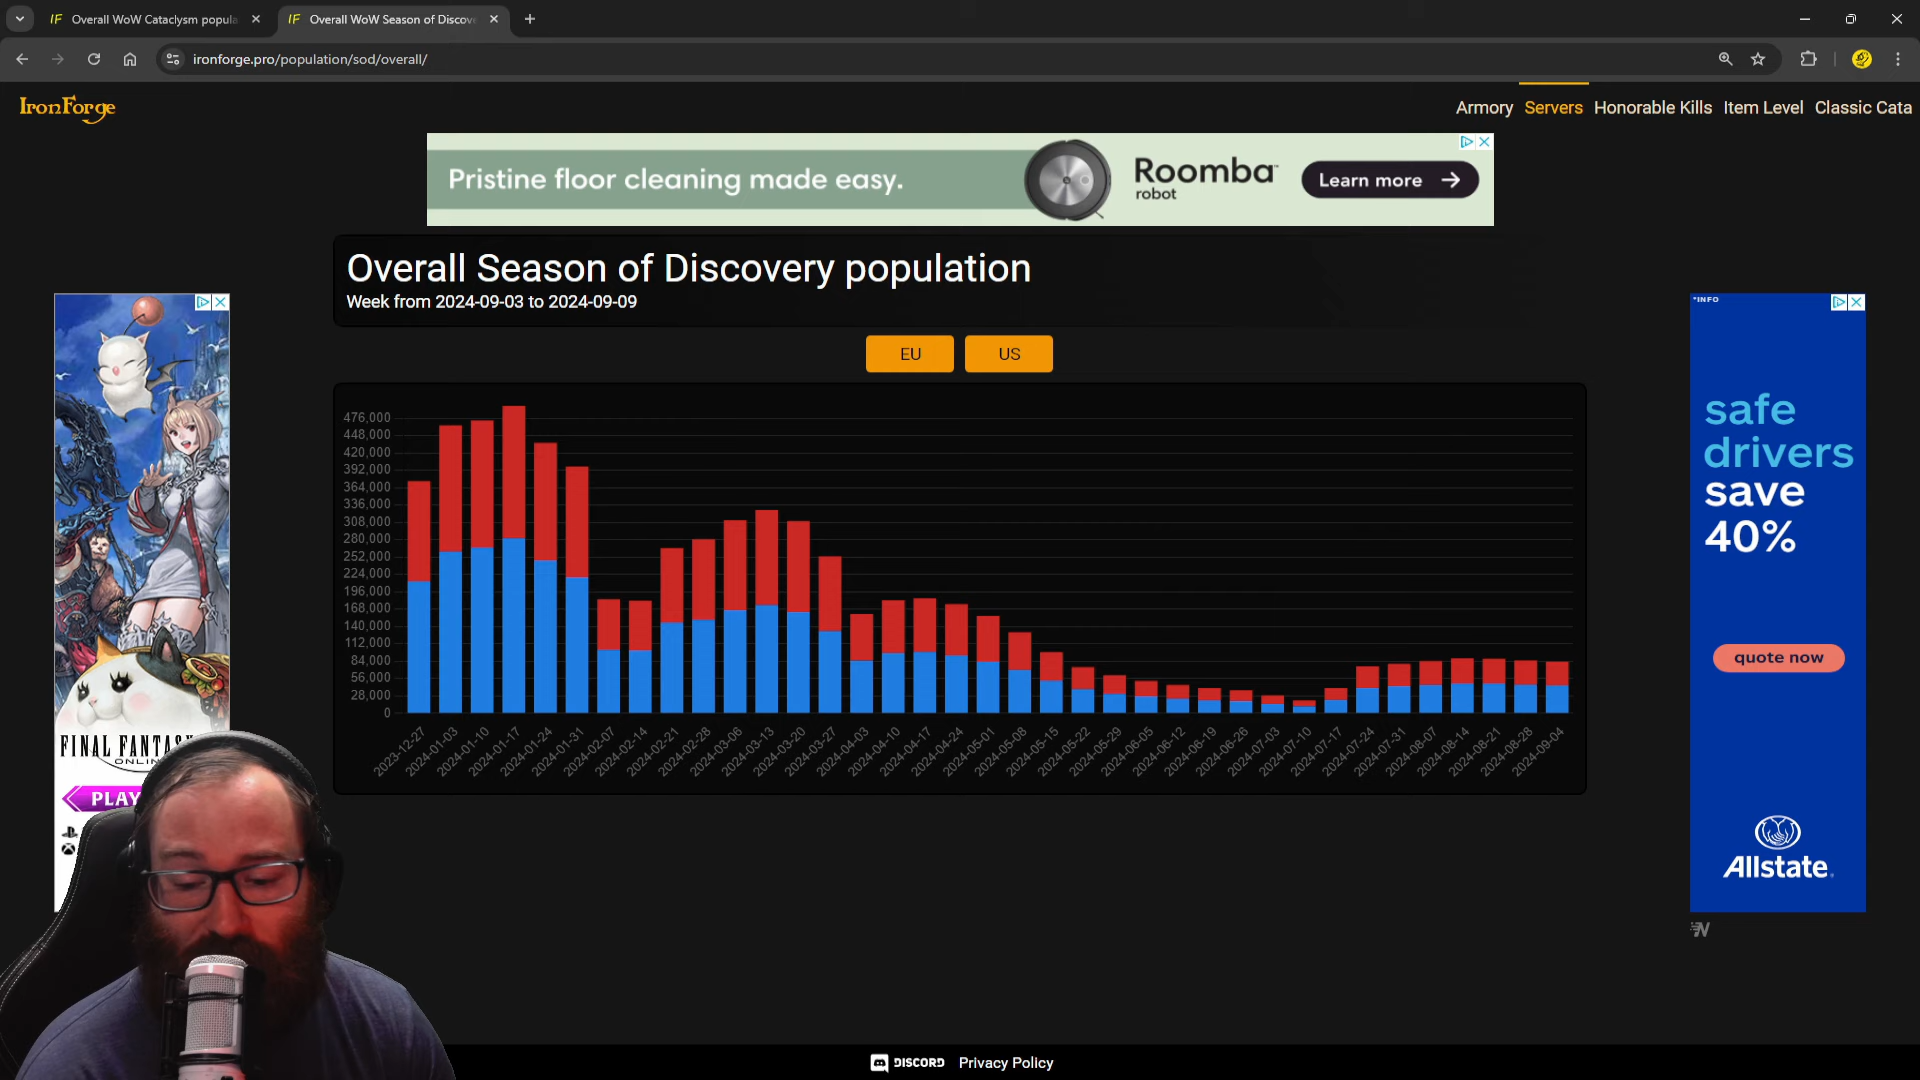 Overall WoW Cataclysm popula
Overall WoW Season of Discov
ironforge.pro/population/sod/overall/
IronForge
Armory Servers Honorable Kills Item Level Classic Cata
Pristine floor cleaning made easy.
Roomba™
robot
Learn more
Overall Season of Discovery population
Week from 2024-09-03 to 2024-09-09
EU US
476,000
448,000
420,000
392,000
364,000
336,000
308,000
280,000
252,000
224,000
196,000
168,000
140,000
112,000
84,000
56,000
28,000
0
2023-12-27
2024-01-03
2024-01-10
2024-01-17
2024-01-24
2024-01-31
2024-02-07
2024-02-14
2024-02-21
2024-02-28
2024-03-06
2024-03-13
2024-03-20
2024-03-27
2024-04-03
2024-04-10
2024-04-17
2024-04-24
2024-05-01
2024-05-08
2024-05-15
2024-05-22
2024-05-29
2024-06-05
2024-06-12
2024-06-19
2024-06-26
2024-07-03
2024-07-10
2024-07-17
2024-07-24
2024-07-31
2024-08-07
2024-08-14
2024-08-21
2024-08-28
2024-09-04
FINAL FANTASY
ONLINE
PLAY
*INFO
safe
drivers
save
40%
quote now
Allstate
DISCORD Privacy Policy